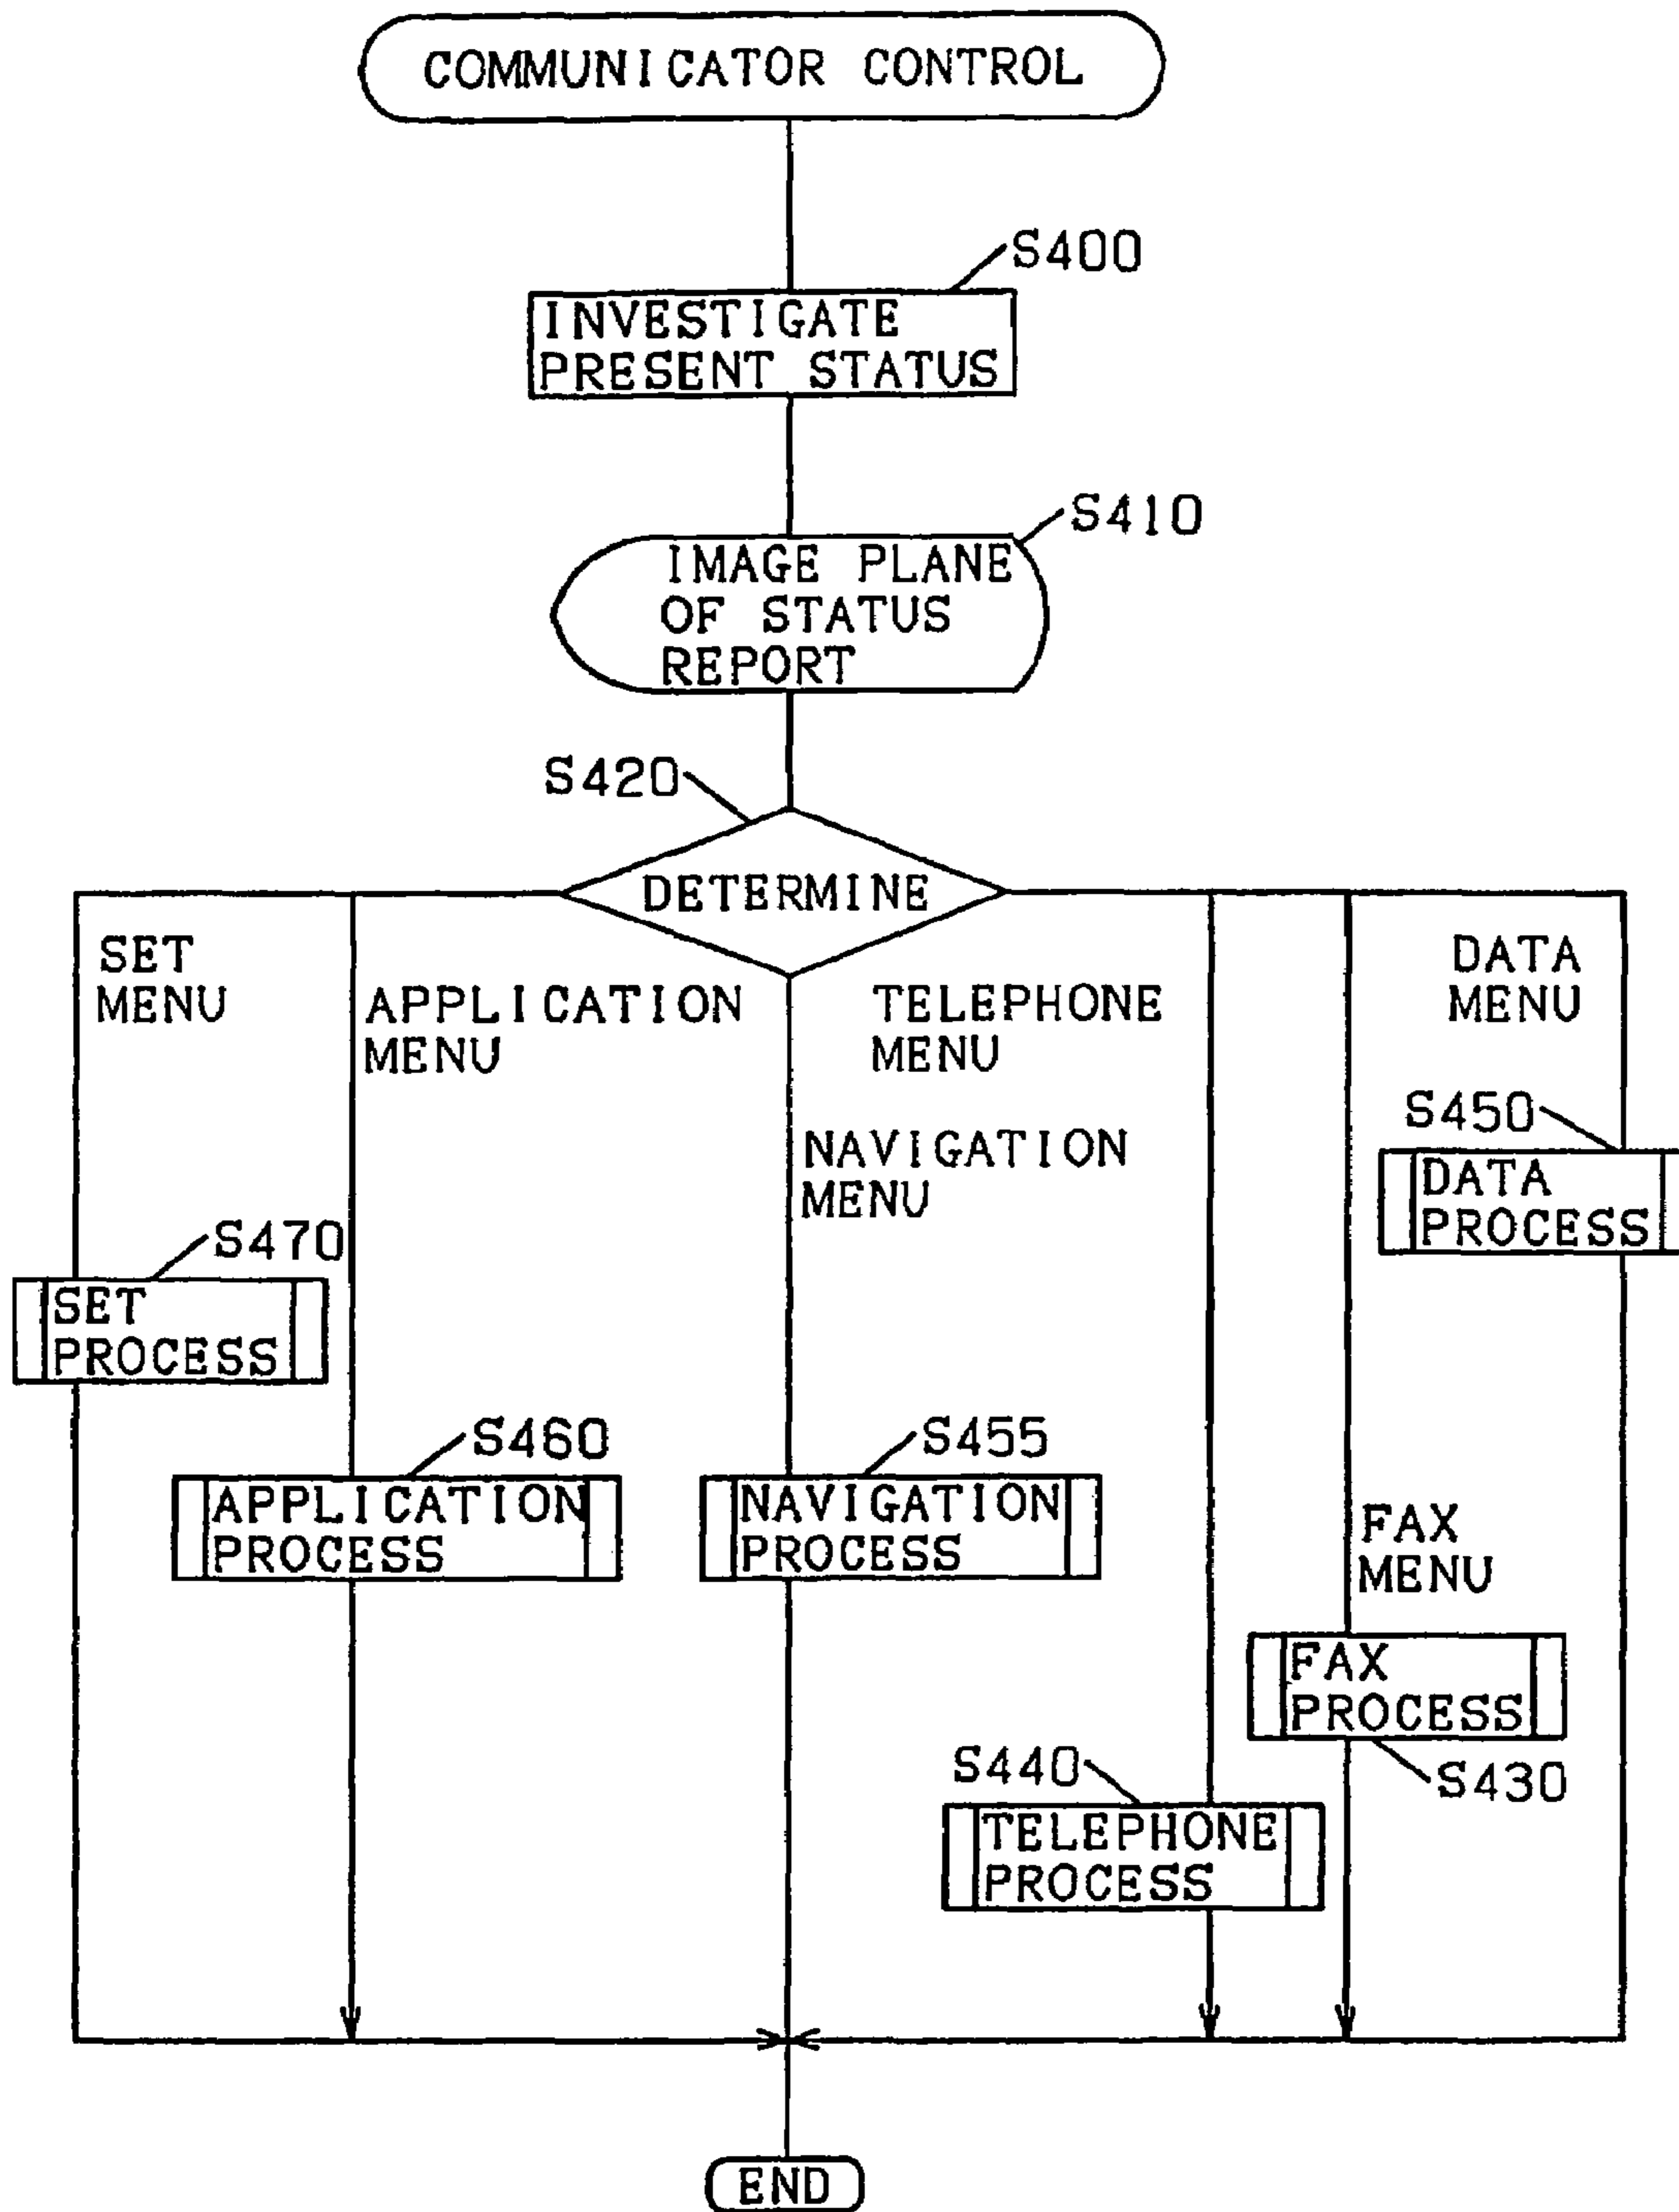 COMMUNICATOR CONTROL
S400
INVESTIGATE
PRESENT STATUS
S410
IMAGE PLANE
OF STATUS
REPORT
S420
DETERMINE
SET
MENU
APPLICATION
MENU
TELEPHONE
MENU
DATA
MENU
NAVIGATION
MENU
S450
DATA
PROCESS
S470
SET
PROCESS
S460
APPLICATION
PROCESS
S455
NAVIGATION
PROCESS
FAX
MENU
FAX
PROCESS
S430
S440
TELEPHONE
PROCESS
END